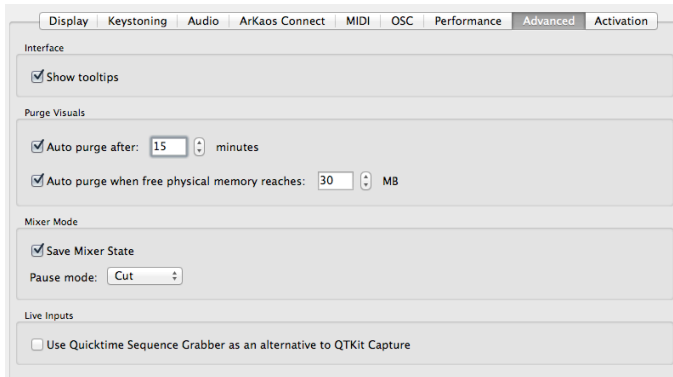 Display Keystoning Audio ArKaos Connect MIDI OSC Performance Advanced Activation
Interface
Show tooltips
Purge Visuals
Auto purge after: 15 minutes
Auto purge when free physical memory reaches: 30 MB
Mixer Mode
Save Mixer State
Pause mode: Cut
Live Inputs
Use Quicktime Sequence Grabber as an alternative to QTKit Capture